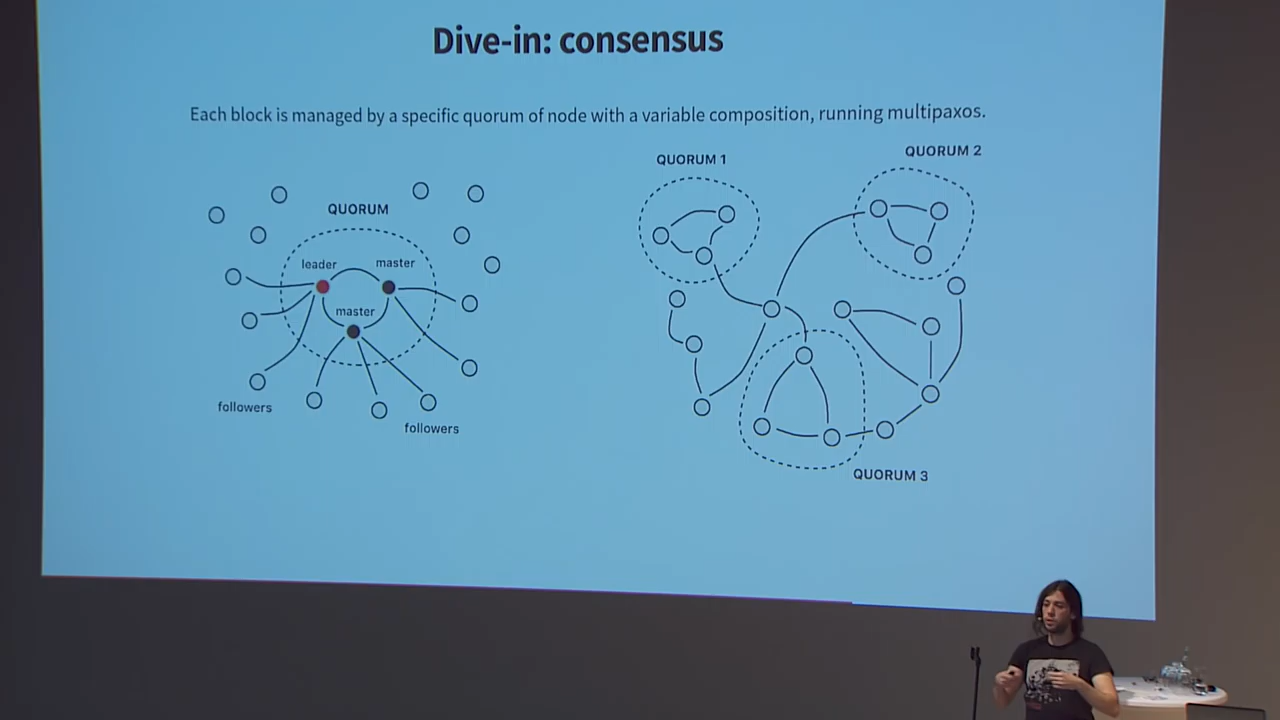 Dive-in: consensus
Each block is managed by a specific quorum of node with a variable composition, running multipaxos.
QUORUM
leader
master
master
followers
followers
QUORUM 1
QUORUM 2
QUORUM 3